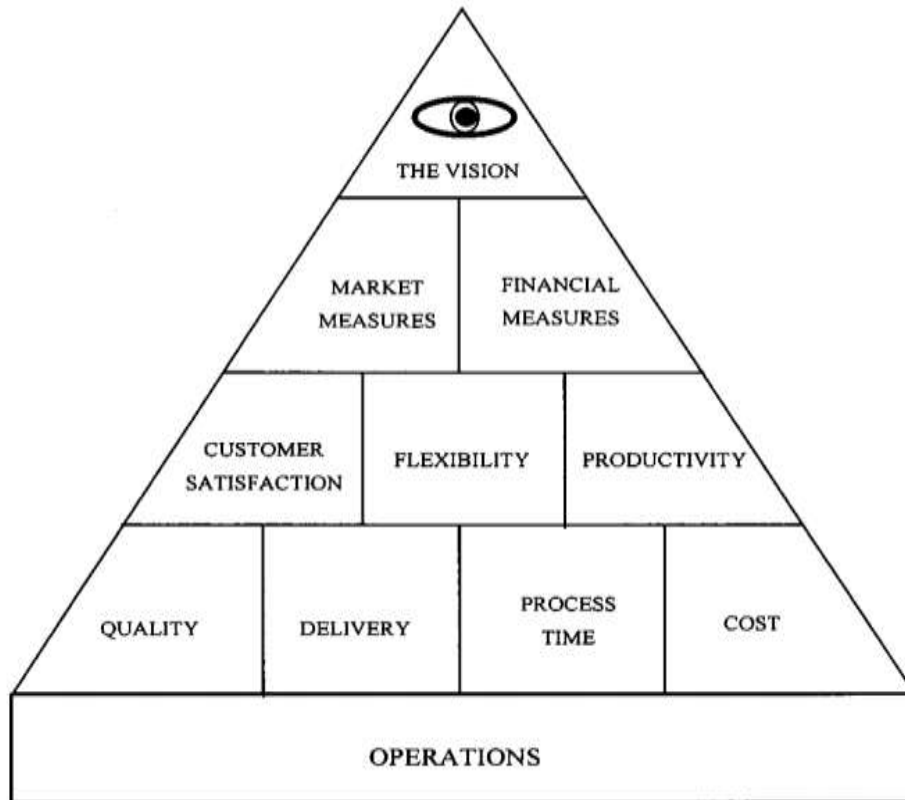 THE VISION
MARKET
MEASURES
FINANCIAL
MEASURES
CUSTOMER
SATISFACTION
FLEXIBILITY
PRODUCTIVITY
QUALITY
DELIVERY
PROCESS
TIME
COST
OPERATIONS